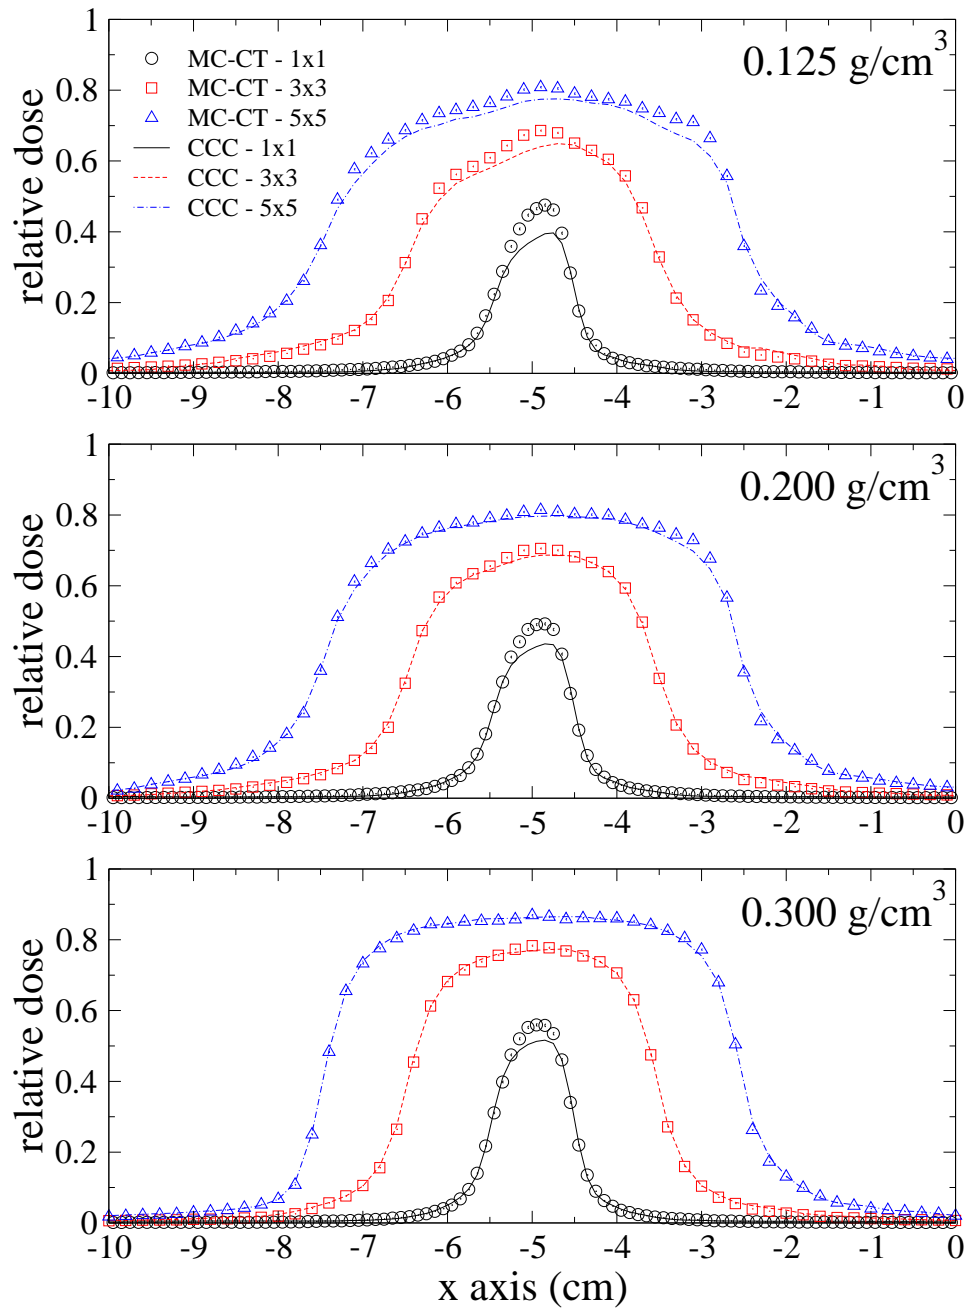 1
0.8
0.6
0.4
0.2
0
relative dose
MC-CT - 1x1
MC-CT - 3x3
MC-CT - 5x5
CCC - 1x1
CCC - 3x3
CCC - 5x5
0.125 g/cm³
-10 -9 -8 -7 -6 -5 -4 -3 -2 -1 0
1
0.8
0.6
0.4
0.2
0
relative dose
0.200 g/cm³
-10 -9 -8 -7 -6 -5 -4 -3 -2 -1 0
1
0.8
0.6
0.4
0.2
0
relative dose
0.300 g/cm³
-10 -9 -8 -7 -6 -5 -4 -3 -2 -1 0
x axis (cm)